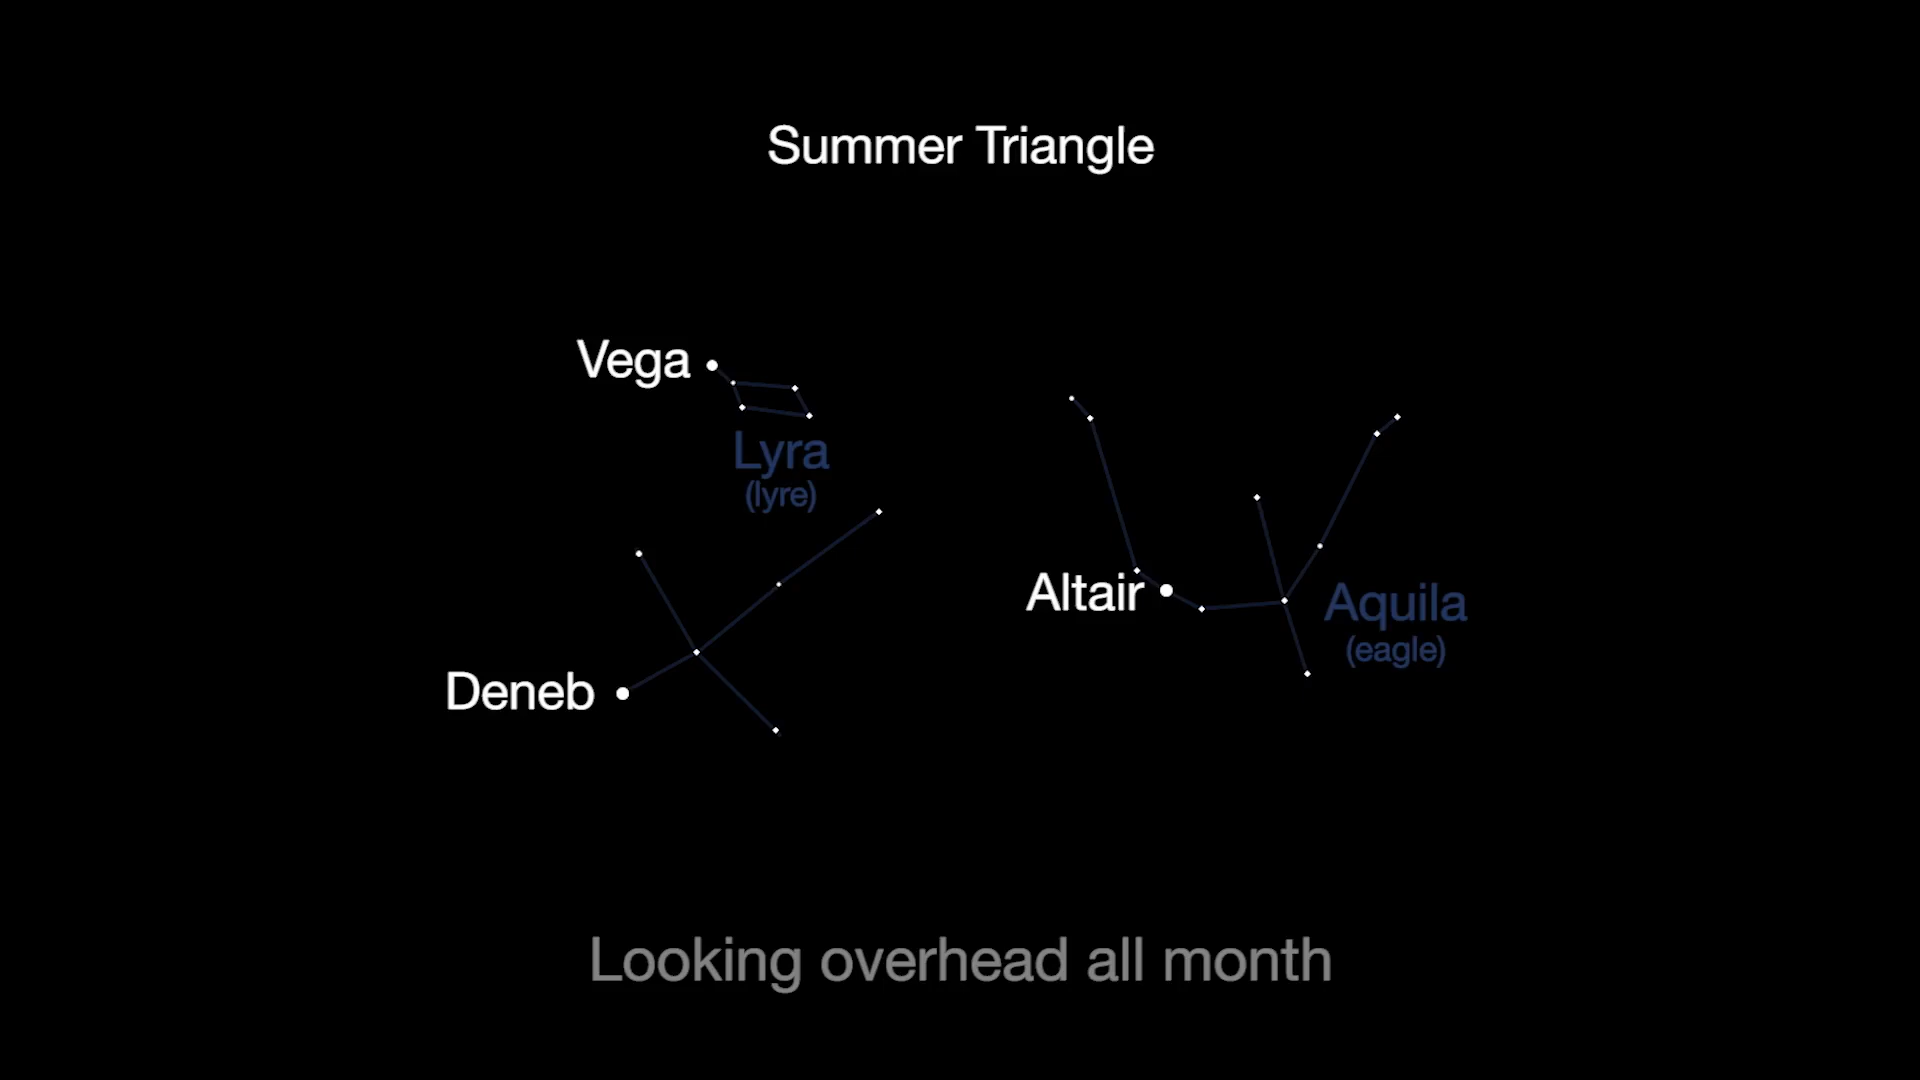 Summer Triangle
Vega
Lyra
(lyre)
Altair
Aquila
(eagle)
Deneb
Looking overhead all month